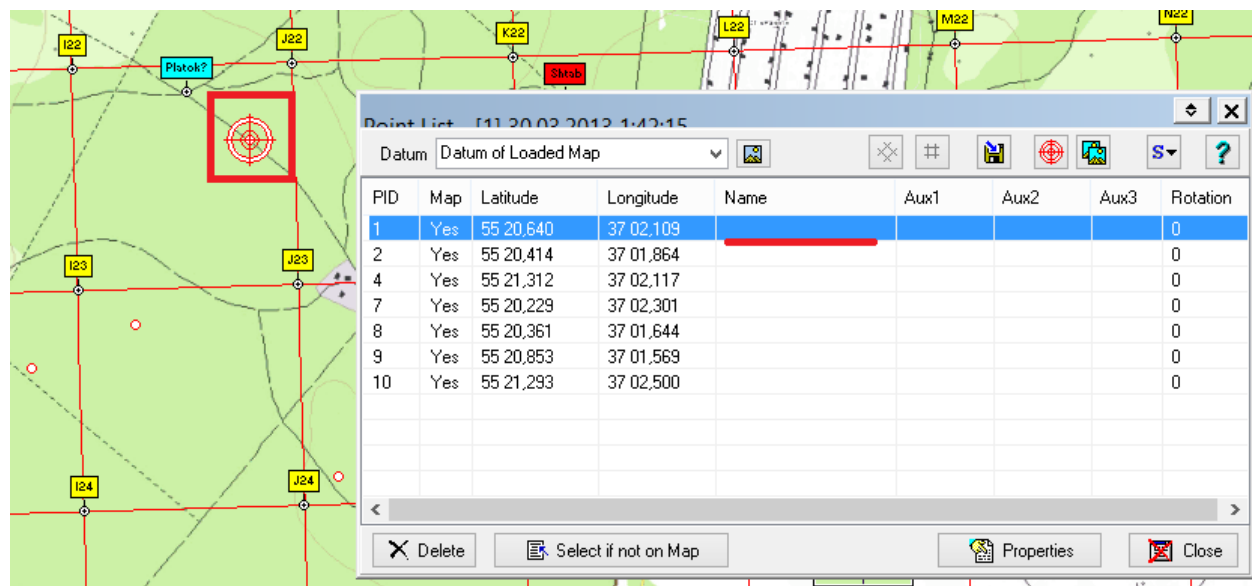 I22
J22
K22
L22
M22
N22
Platok?
Shtab
I23
J23
I24
J24
Point List [1] 30.03.2013 1:42:15
Datum Datum of Loaded Map
S
?
PID Map Latitude Longitude Name Aux1 Aux2 Aux3 Rotation
1 Yes 55 20,640 37 02,109 0
2 Yes 55 20,414 37 01,864 0
4 Yes 55 21,312 37 02,117 0
7 Yes 55 20,229 37 02,301 0
8 Yes 55 20,361 37 01,644 0
9 Yes 55 20,853 37 01,569 0
10 Yes 55 21,293 37 02,500 0
Delete Select if not on Map Properties Close